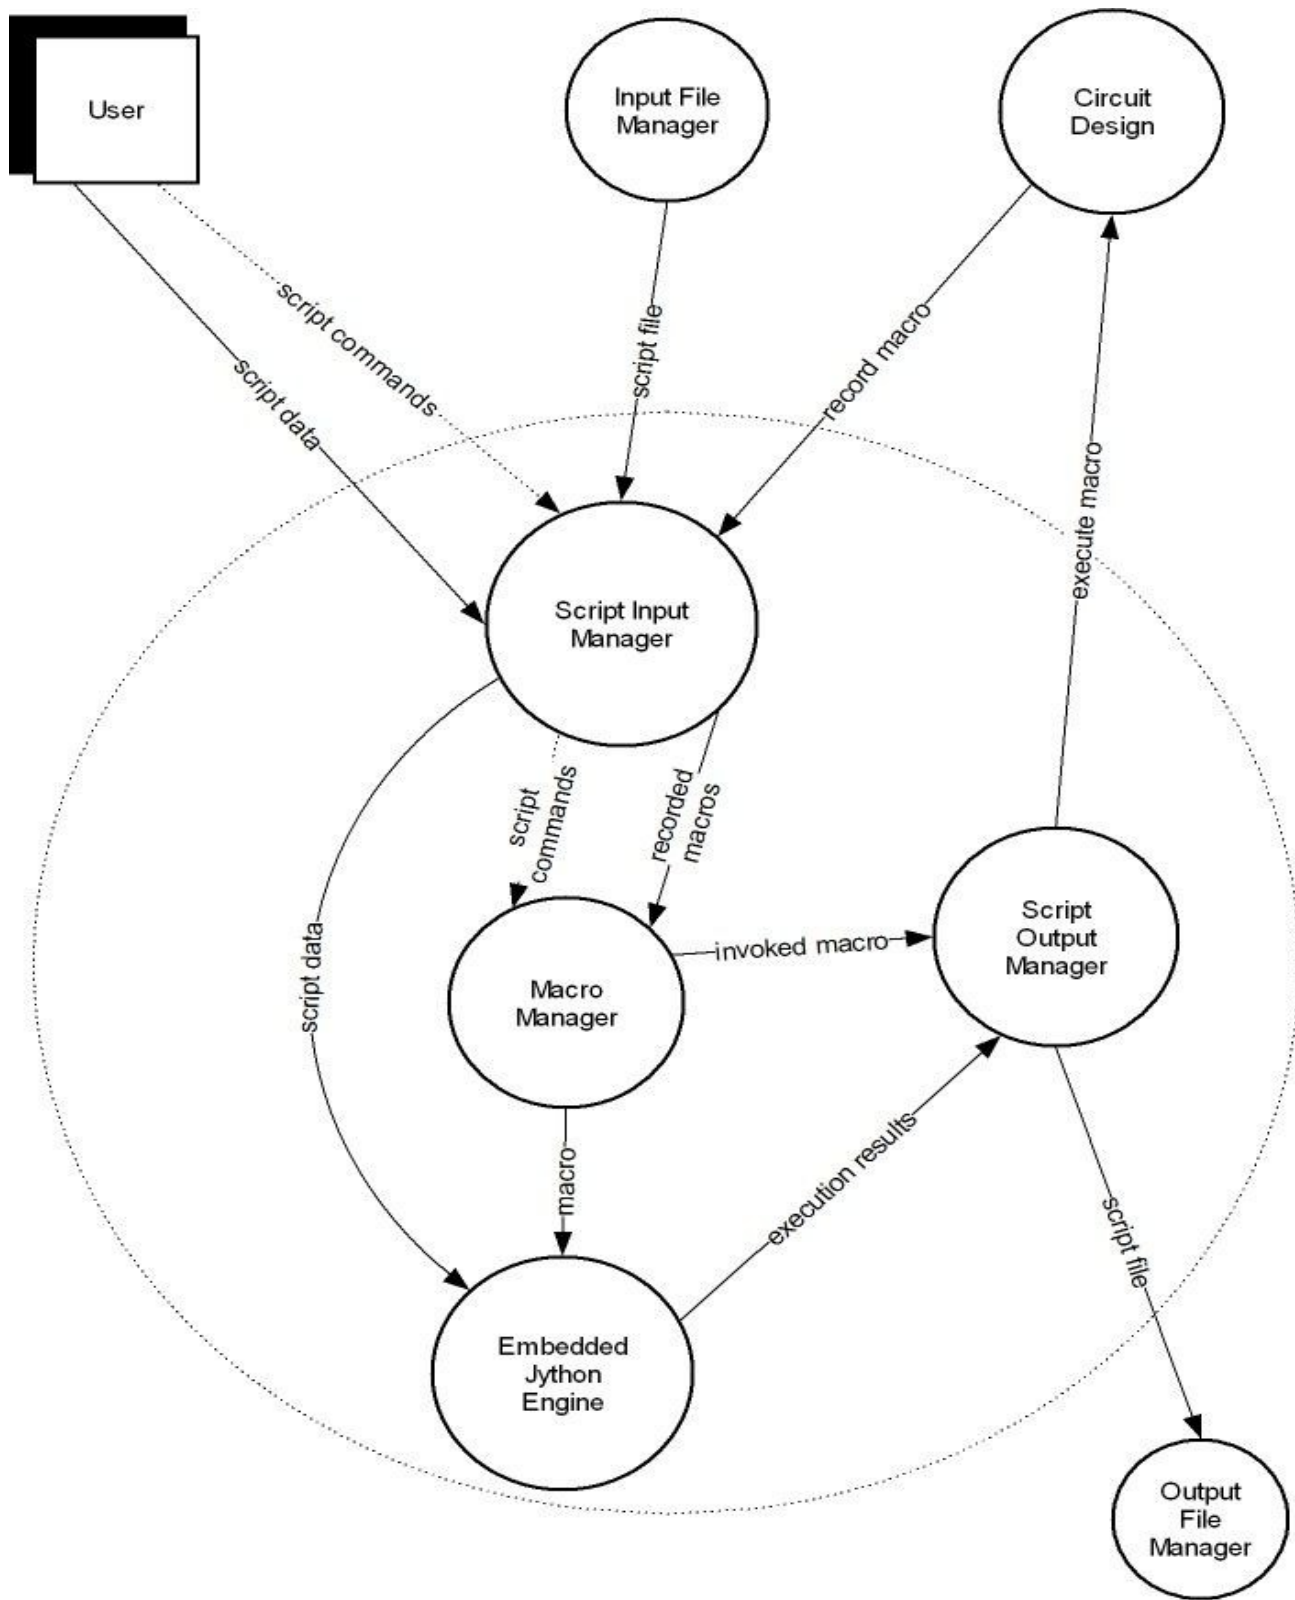 User
Input File
Manager
Circuit
Design
script commands
script data
script file
record macro
execute macro
Script Input
Manager
script
commands
recorded
macros
script data
Macro
Manager
invoked macro
Script
Output
Manager
macro
execution results
script file
Embedded
Jython
Engine
Output
File
Manager